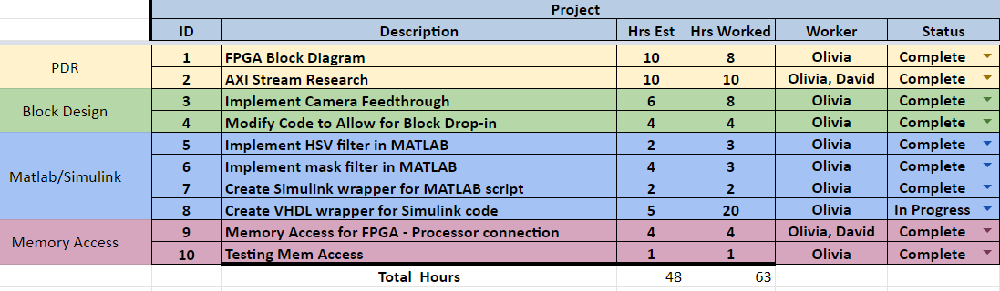 Project
ID Description Hrs Est Hrs Worked Worker Status
PDR
1 FPGA Block Diagram 10 8 Olivia Complete
2 AXI Stream Research 10 10 Olivia, David Complete
Block Design
3 Implement Camera Feedthrough 6 8 Olivia Complete
4 Modify Code to Allow for Block Drop-in 4 4 Olivia Complete
Matlab/Simulink
5 Implement HSV filter in MATLAB 2 3 Olivia Complete
6 Implement mask filter in MATLAB 4 3 Olivia Complete
7 Create Simulink wrapper for MATLAB script 2 2 Olivia Complete
8 Create VHDL wrapper for Simulink code 5 20 Olivia In Progress
Memory Access
9 Memory Access for FPGA - Processor connection 4 4 Olivia, David Complete
10 Testing Mem Access 1 1 Olivia Complete
Total Hours 48 63